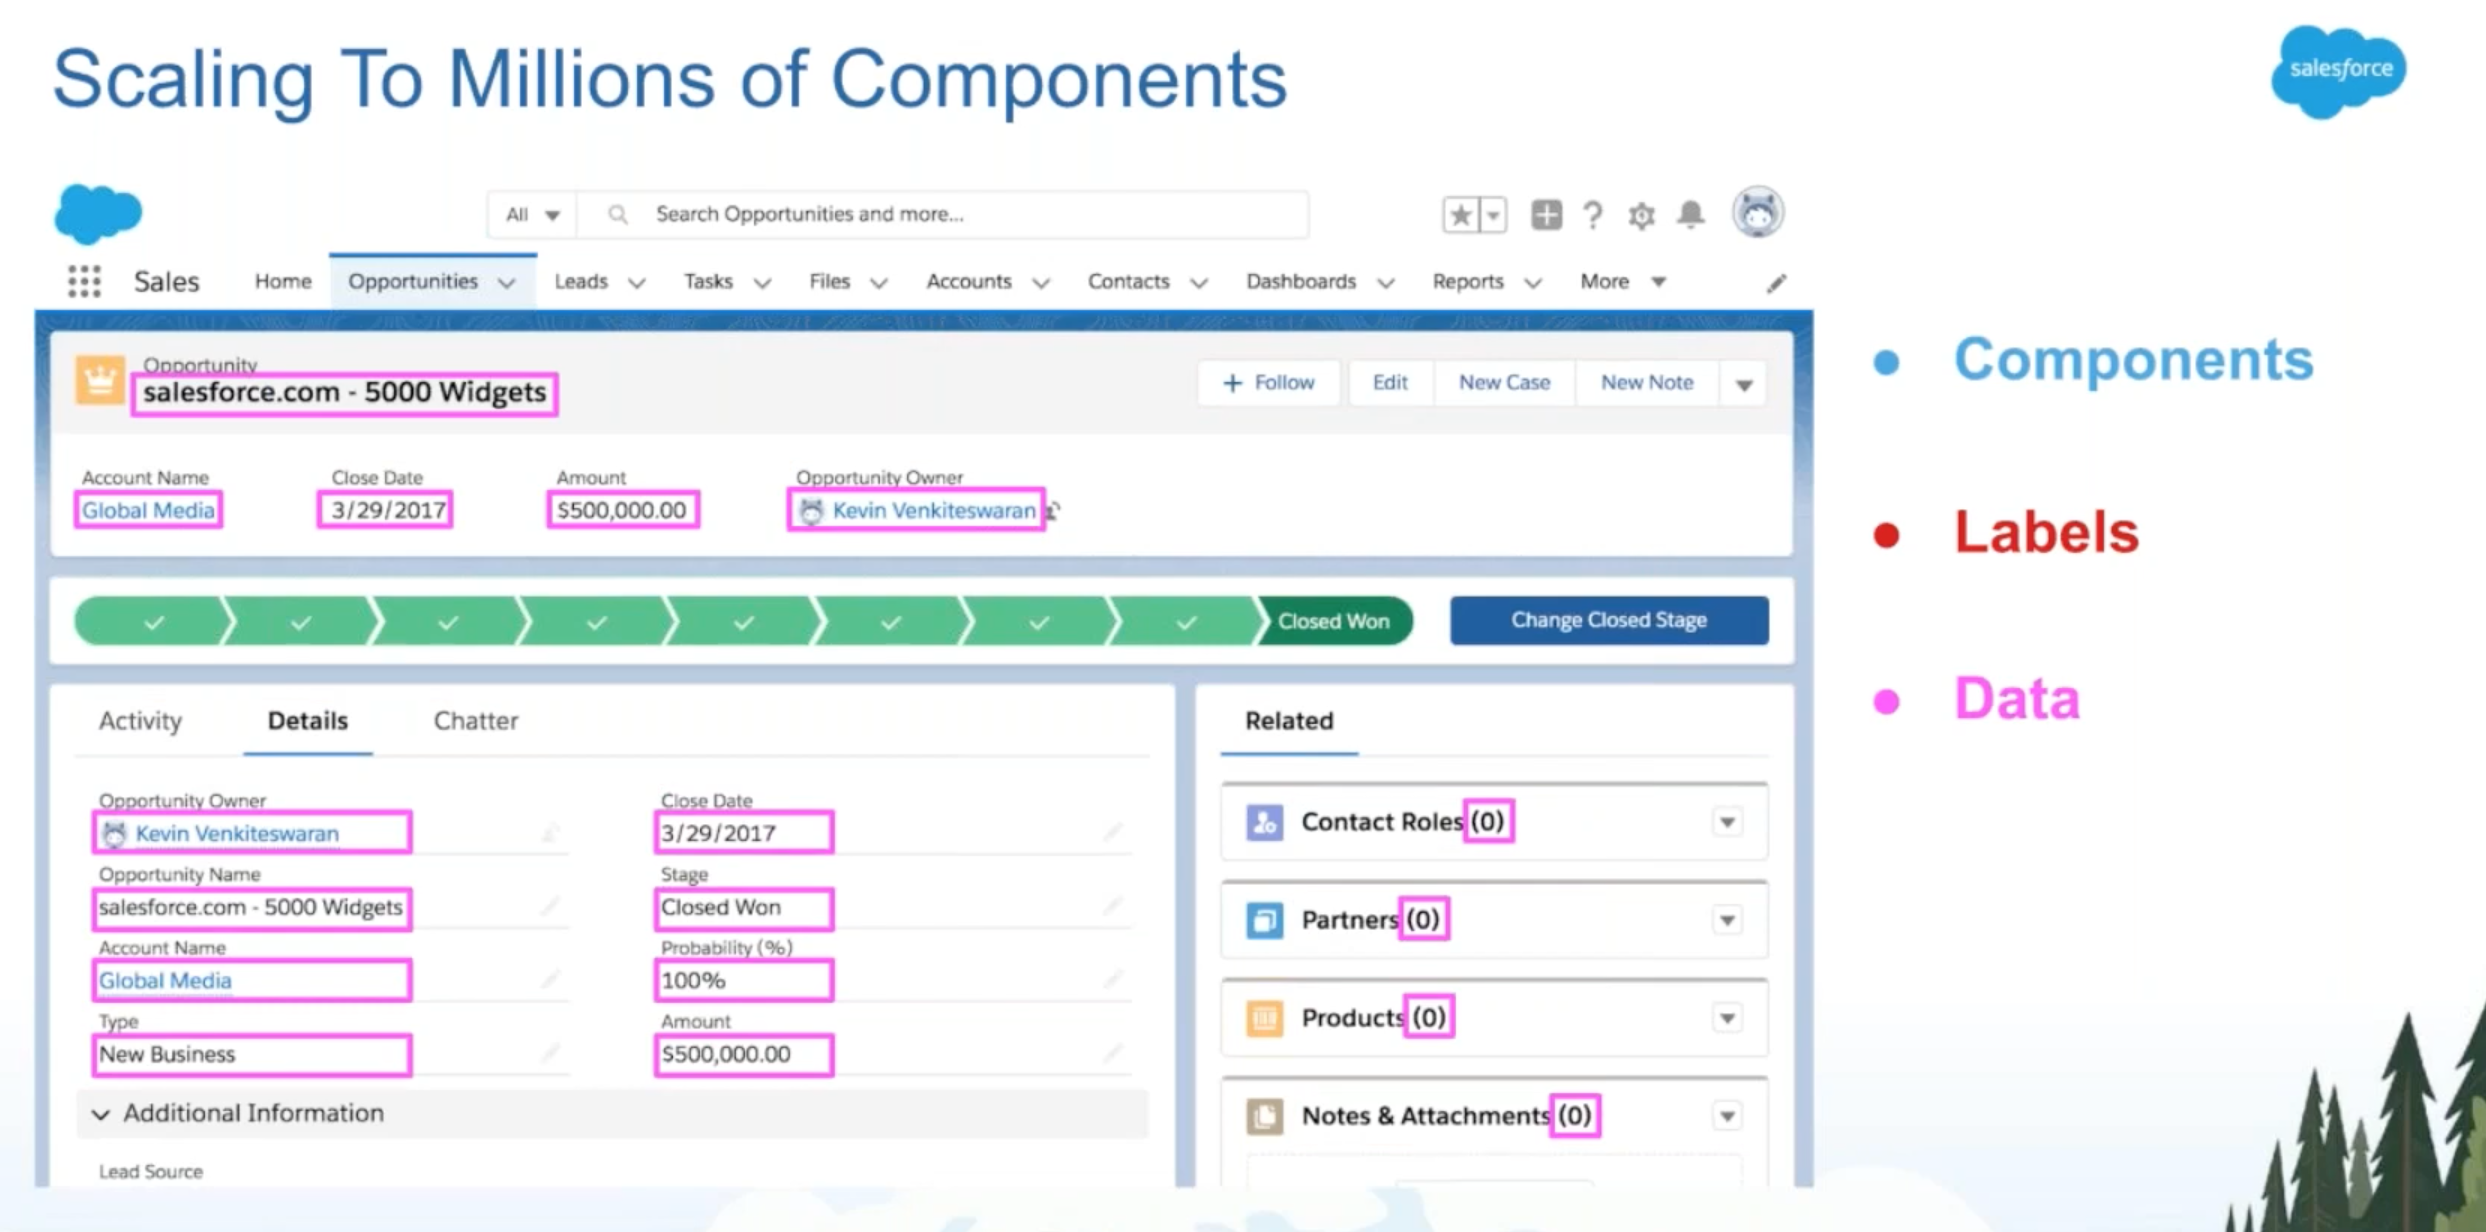 Scaling To Millions of Components
salesforce
All
Search Opportunities and more...
Sales Home Opportunities Leads Tasks Files Accounts Contacts Dashboards Reports More
Opportunity
salesforce.com - 5000 Widgets
+ Follow Edit New Case New Note
Account Name Close Date Amount Opportunity Owner
Global Media 3/29/2017 $500,000.00 Kevin Venkiteswaran
Closed Won
Change Closed Stage
Activity Details Chatter
Opportunity Owner Close Date
Kevin Venkiteswaran 3/29/2017
Opportunity Name Stage
salesforce.com - 5000 Widgets Closed Won
Account Name Probability (%)
Global Media 100%
Type Amount
New Business $500,000.00
Additional Information
Lead Source
Related
Contact Roles (0)
Partners (0)
Products (0)
Notes & Attachments (0)
• Components
• Labels
• Data